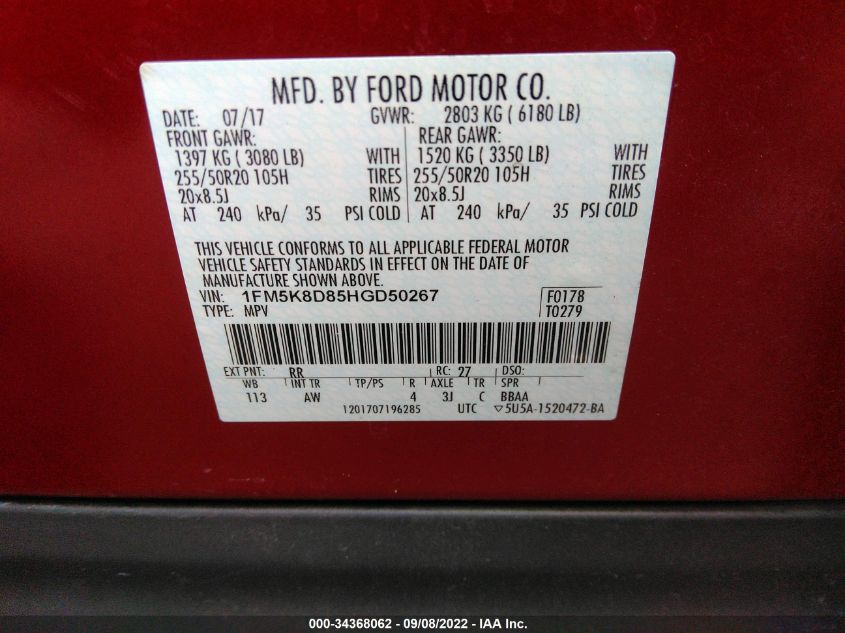 MFD. BY FORD MOTOR CO.
DATE: 07/17 GVWR: 2803 KG ( 6180 LB)
FRONT GAWR: REAR GAWR:
1397 KG ( 3080 LB) WITH 1520 KG ( 3350 LB) WITH
255/50R20 105H TIRES 255/50R20 105H TIRES
20x8.5J RIMS 20x8.5J RIMS
AT 240 kPa/ 35 PSI COLD AT 240 kPa/ 35 PSI COLD
THIS VEHICLE CONFORMS TO ALL APPLICABLE FEDERAL MOTOR
VEHICLE SAFETY STANDARDS IN EFFECT ON THE DATE OF
MANUFACTURE SHOWN ABOVE.
VIN: 1FM5K8D85HGD50267 F0178
TYPE: MPV T0279
EXT PNT: RR RC: 27 DSO:
WB INT TR TP/PS R AXLE TR SPR
113 AW 4 3J C BBAA
1201707196285 UTC ▽5U5A-1520472-BA
000-34368062 - 09/08/2022 - IAA Inc.